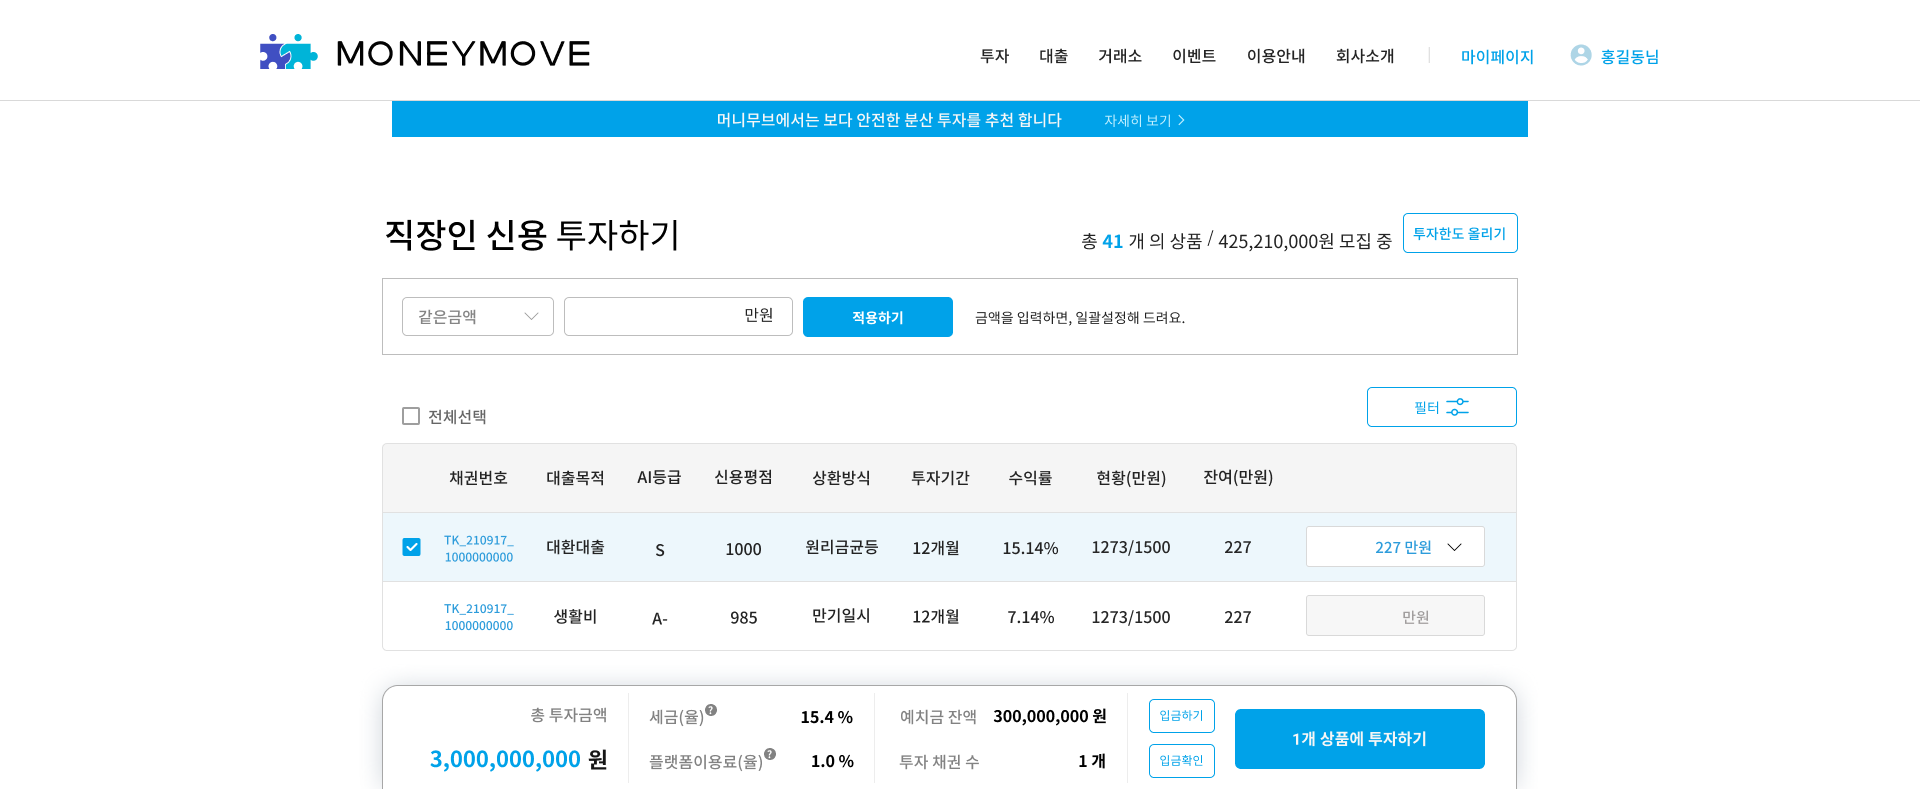 MONEYMOVE
투자 대출 거래소 이벤트 이용안내 회사소개 마이페이지 홍길동님
머니무브에서는 보다 안전한 분산 투자를 추천 합니다 자세히 보기
직장인 신용 투자하기
총 41 개 의 상품 / 425,210,000원 모집 중 투자한도 올리기
같은금액 만원 적용하기 금액을 입력하면, 일괄설정해 드려요.
전체선택 필터
채권번호 대출목적 AI등급 신용평점 상환방식 투자기간 수익률 현황(만원) 잔여(만원)
TK_210917_
1000000000 대환대출 S 1000 원리금균등 12개월 15.14% 1273/1500 227 227 만원
TK_210917_
1000000000 생활비 A- 985 만기일시 12개월 7.14% 1273/1500 227 만원
총 투자금액 세금(율)? 15.4 % 예치금 잔액 300,000,000 원 입금하기
3,000,000,000 원 플랫폼이용료(율)? 1.0 % 투자 채권 수 1 개 입금확인
1개 상품에 투자하기